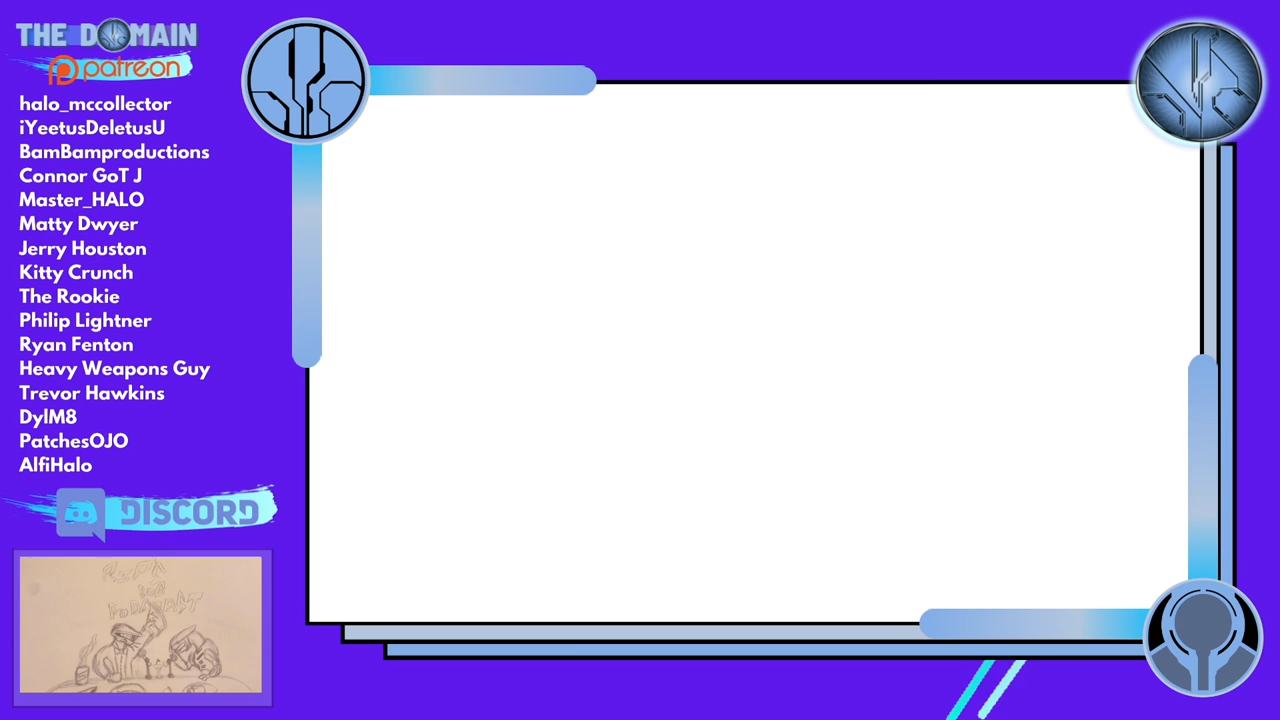 THE DOMAIN
patreon
halo_mccollector
iYeetusDeletusU
BamBamproductions
Connor GoT J
Master_HALO
Matty Dwyer
Jerry Houston
Kitty Crunch
The Rookie
Philip Lightner
Ryan Fenton
Heavy Weapons Guy
Trevor Hawkins
DylM8
PatchesOJO
AlfiHalo
DISCORD